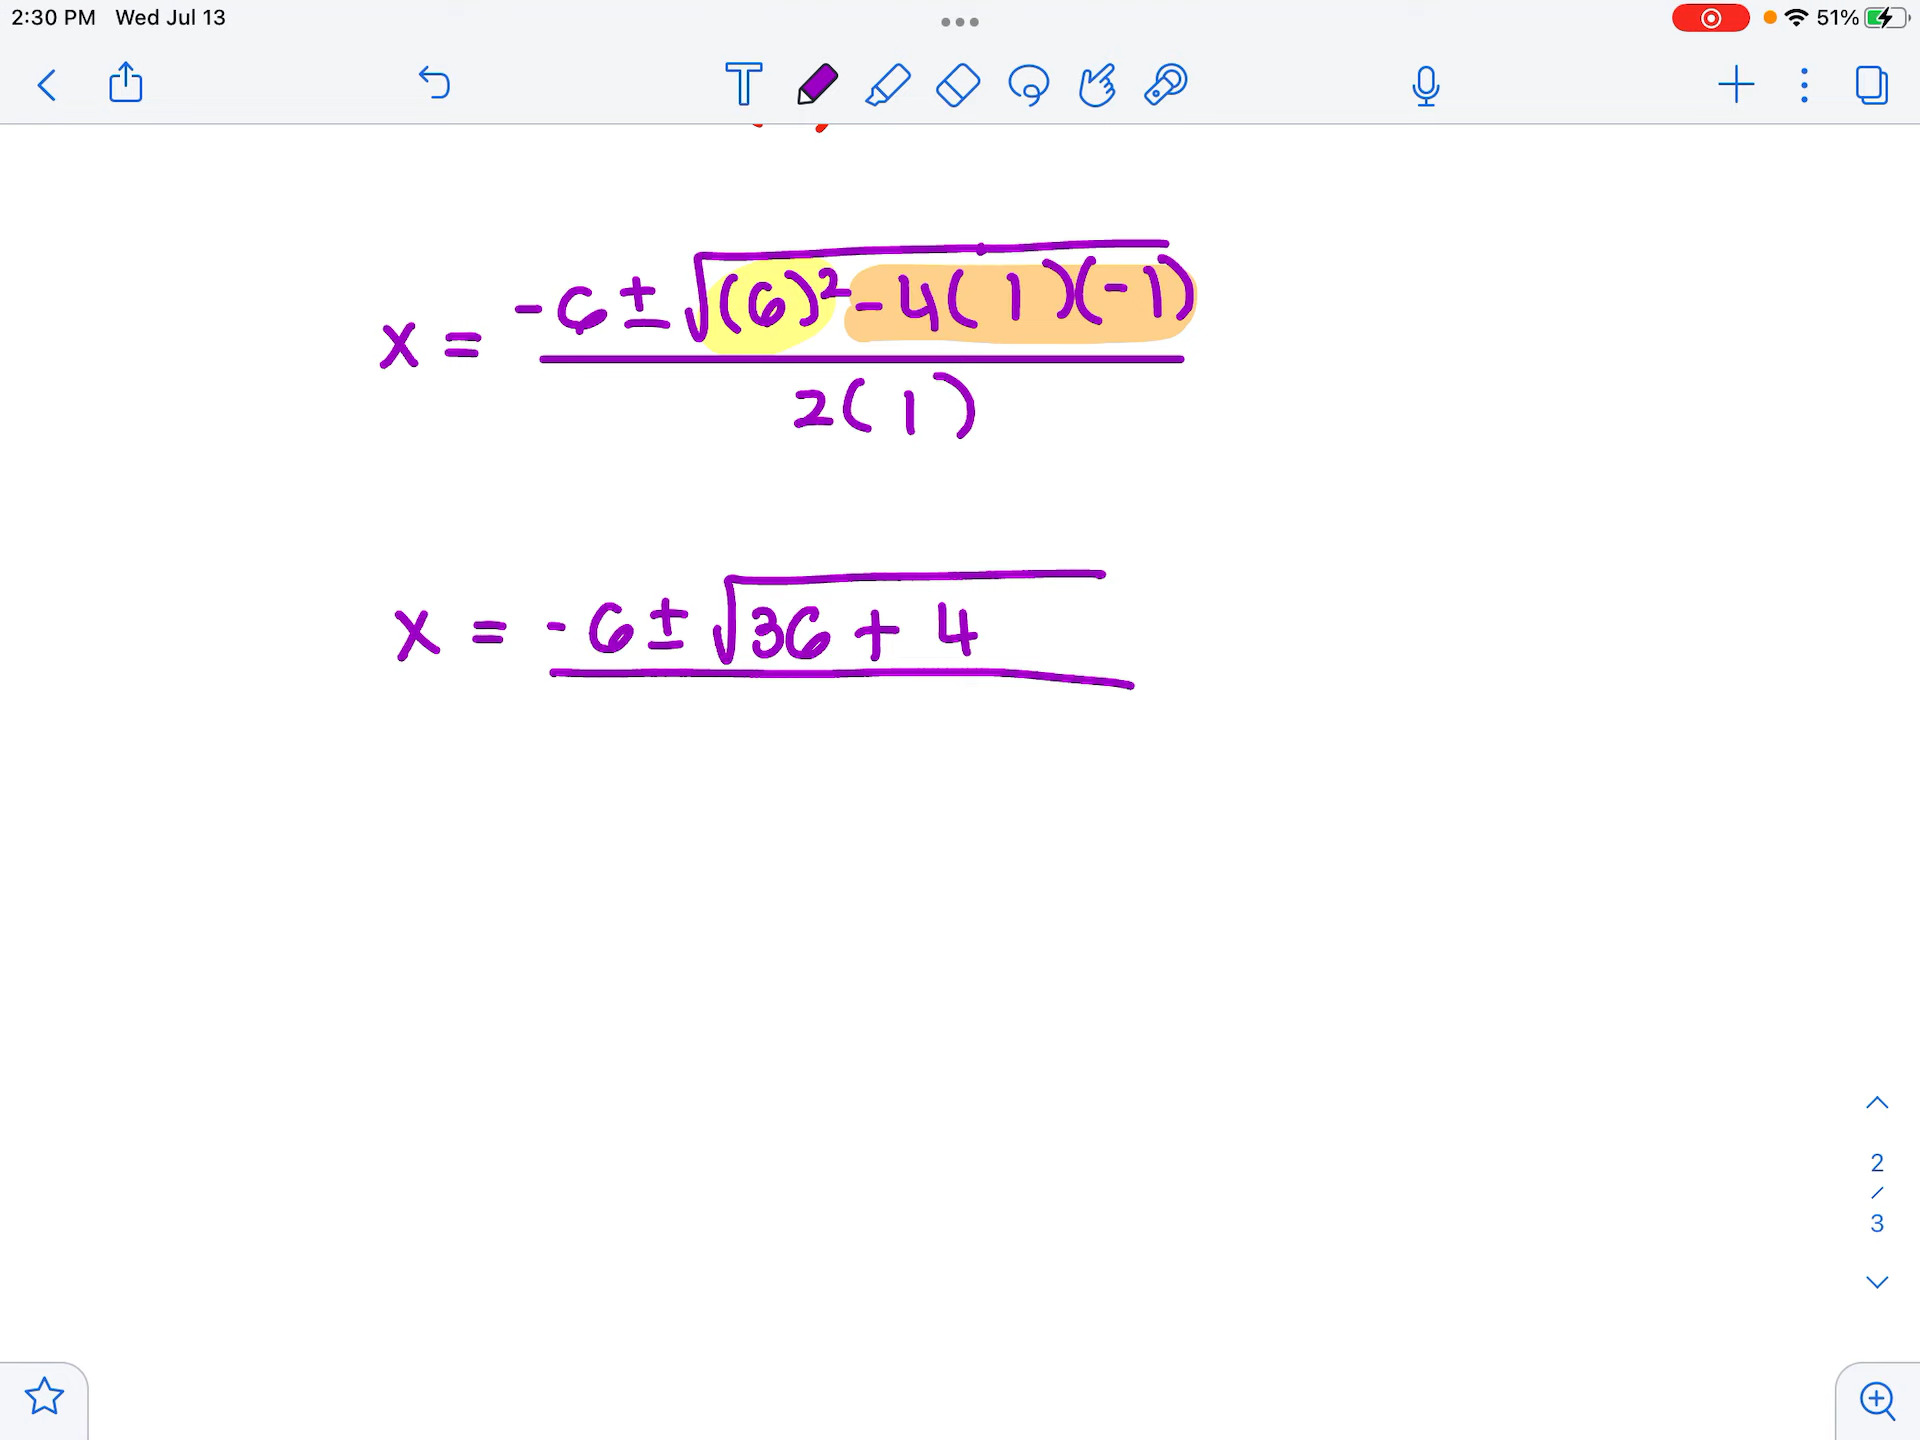 2:30 PM Wed Jul 13
51%
T
x = -6 ± √(6)² - 4(1)(-1)
2(1)
x = -6 ± √36 + 4
2
/
3